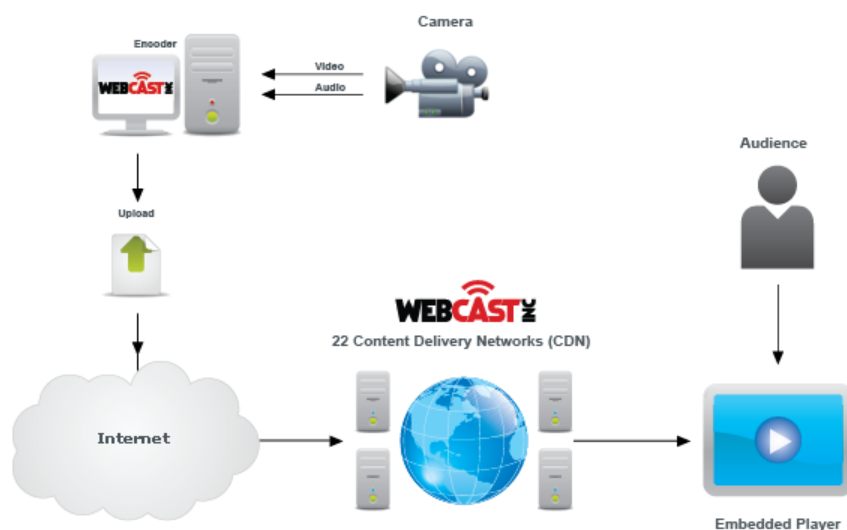 Camera
Encoder
Video
Audio
WEBCAST INC
Audience
Upload
WEBCAST INC
22 Content Delivery Networks (CDN)
Internet
Embedded Player